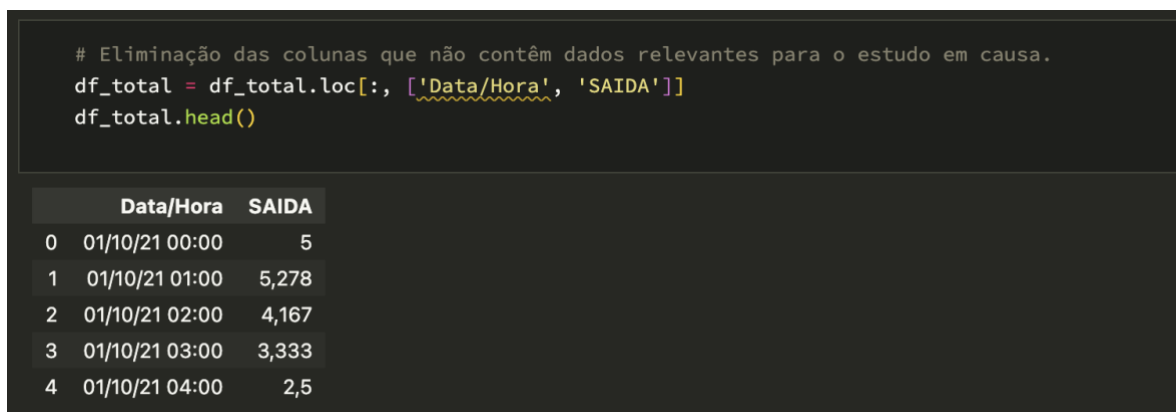 # Eliminação das colunas que não contêm dados relevantes para o estudo em causa.
df_total = df_total.loc[:, ['Data/Hora', 'SAIDA']]
df_total.head()
Data/Hora SAIDA
0 01/10/21 00:00 5
1 01/10/21 01:00 5,278
2 01/10/21 02:00 4,167
3 01/10/21 03:00 3,333
4 01/10/21 04:00 2,5